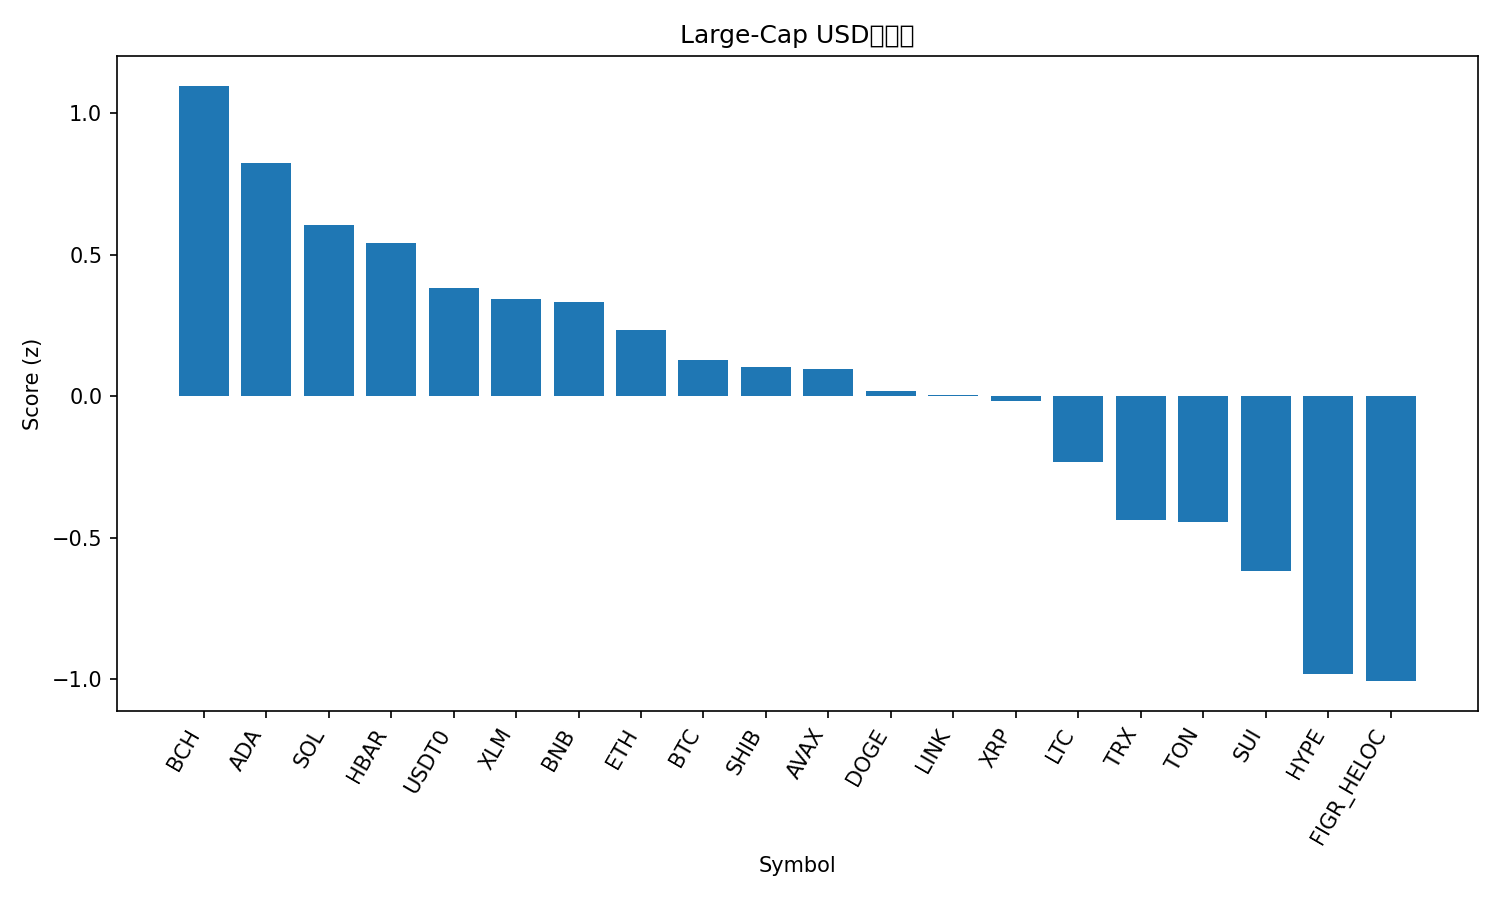 Large-Cap USD
1.0
0.5
0.0
−0.5
−1.0
Score (z)
BCH
ADA
SOL
HBAR
USDT0
XLM
BNB
ETH
BTC
SHIB
AVAX
DOGE
LINK
XRP
LTC
TRX
TON
SUI
HYPE
FIGR_HELOC
Symbol